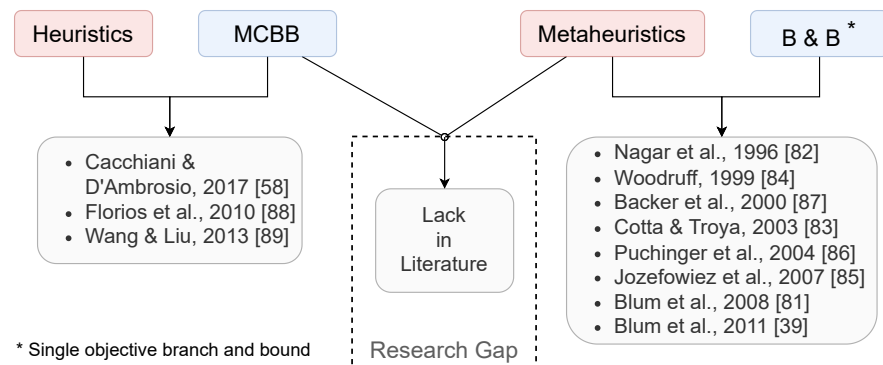 Heuristics
MCBB
Metaheuristics
B & B *
Cacchiani &
D'Ambrosio, 2017 [58]
Florios et al., 2010 [88]
Wang & Liu, 2013 [89]
Lack
in
Literature
Nagar et al., 1996 [82]
Woodruff, 1999 [84]
Backer et al., 2000 [87]
Cotta & Troya, 2003 [83]
Puchinger et al., 2004 [86]
Jozefowiez et al., 2007 [85]
Blum et al., 2008 [81]
Blum et al., 2011 [39]
* Single objective branch and bound
Research Gap